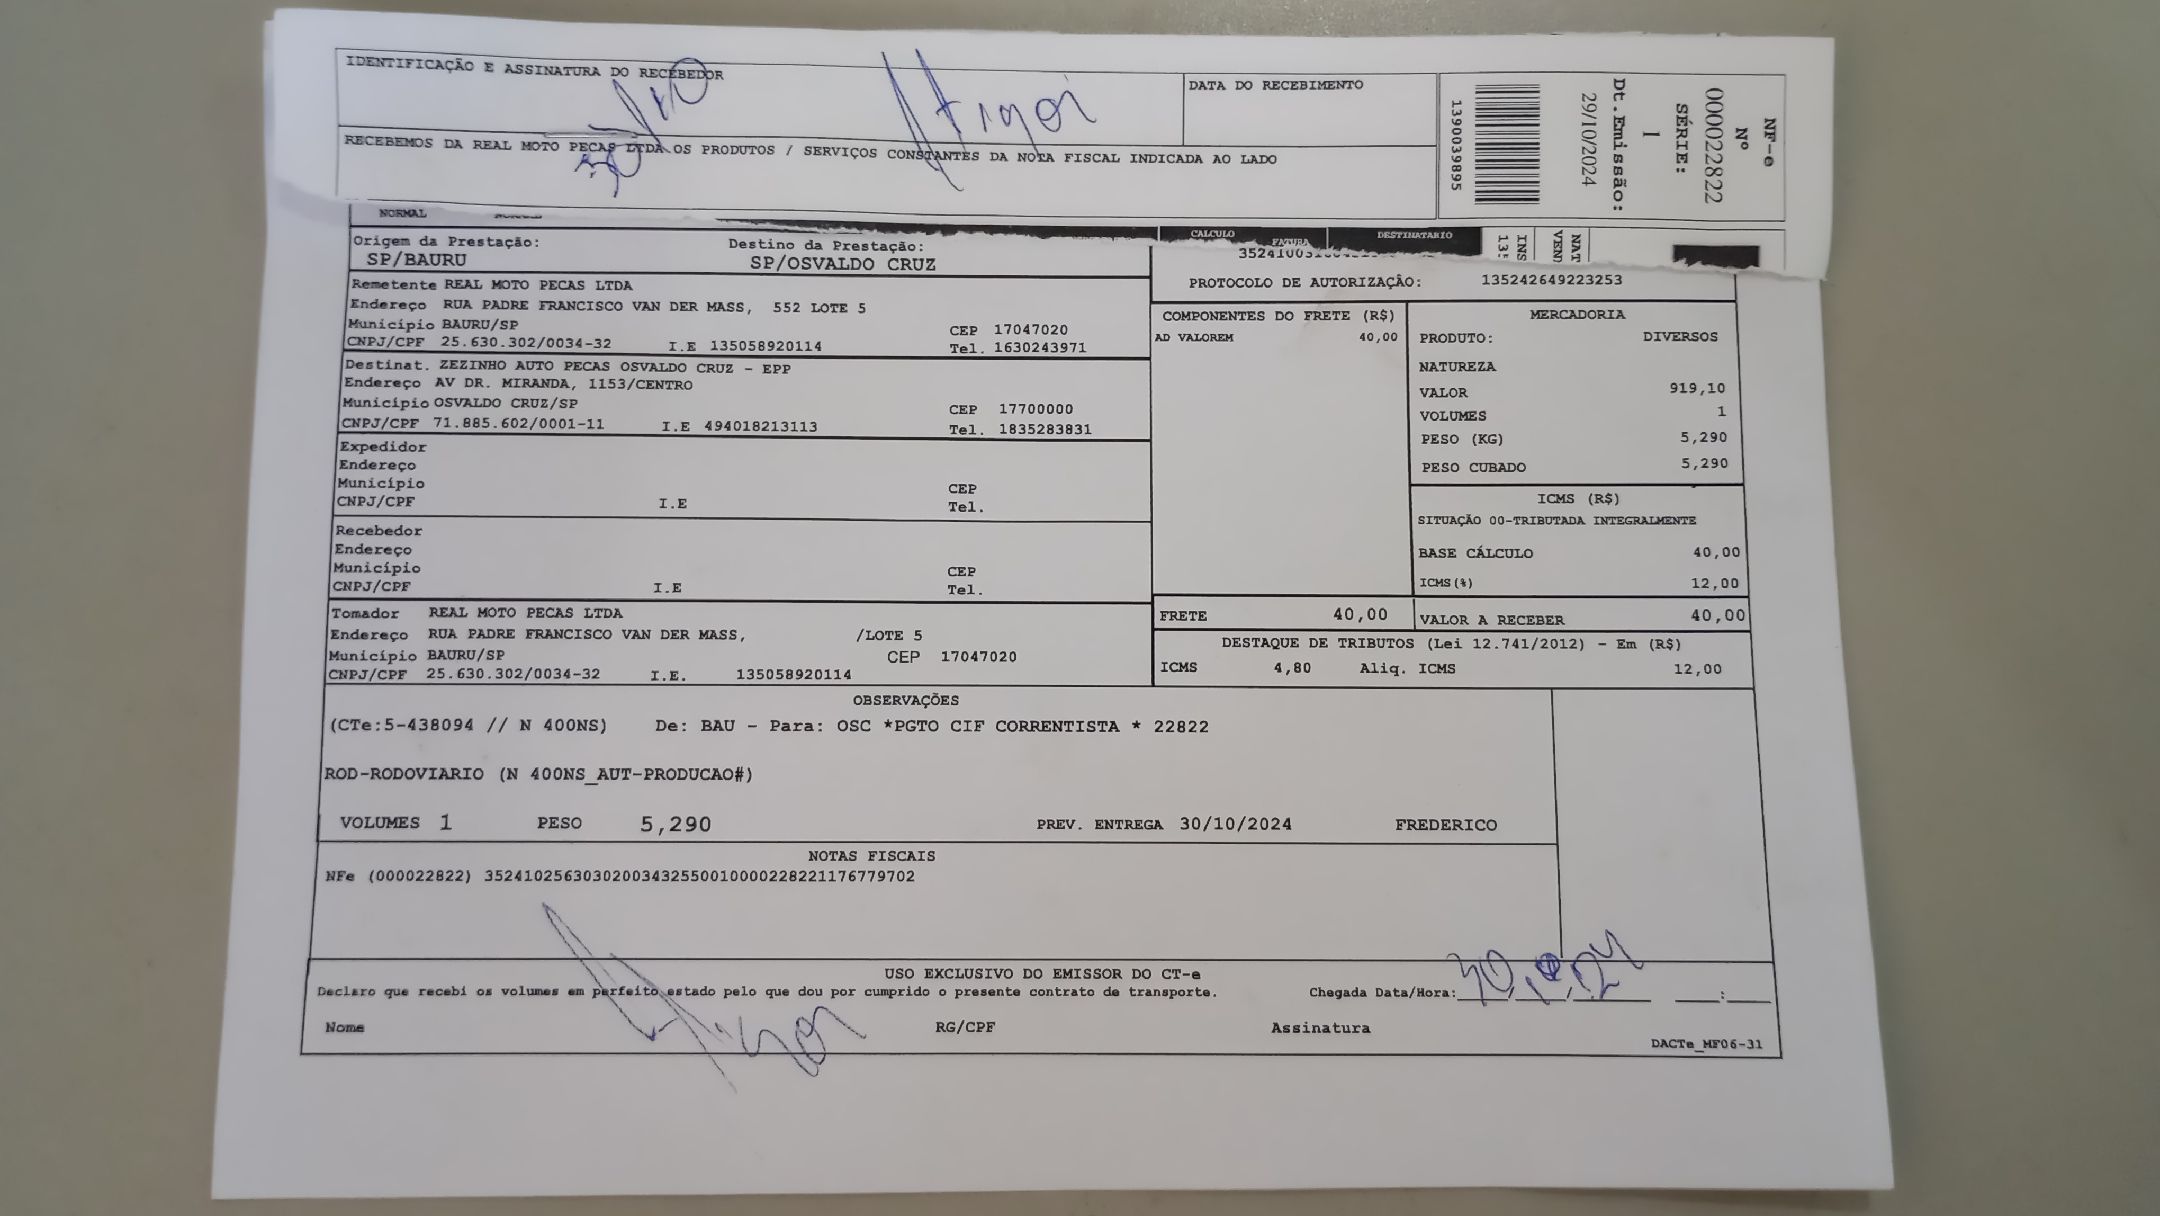 IDENTIFICAÇÃO E ASSINATURA DO RECEBEDOR
DATA DO RECEBIMENTO
RECEBEMOS DA REAL MOTO PECAS LTDA OS PRODUTOS / SERVIÇOS CONSTANTES DA NOTA FISCAL INDICADA AO LADO
1390039895
Dt.Emissão:
29/10/2024
NF-e
Nº
000022822
SÉRIE:
1
NORMAL
CALCULO
FATURA
DESTINATARIO
Origem da Prestação:
SP/BAURU
Destino da Prestação:
SP/OSVALDO CRUZ
PROTOCOLO DE AUTORIZAÇÂO: 135242649223253
Remetente REAL MOTO PECAS LTDA
Endereço RUA PADRE FRANCISCO VAN DER MASS, 552 LOTE 5
Município BAURU/SP CEP 17047020
CNPJ/CPF 25.630.302/0034-32 I.E 135058920114 Tel. 1630243971
Destinat. ZEZINHO AUTO PECAS OSVALDO CRUZ - EPP
Endereço AV DR. MIRANDA, 1153/CENTRO
Município OSVALDO CRUZ/SP CEP 17700000
CNPJ/CPF 71.885.602/0001-11 I.E 494018213113 Tel. 1835283831
Expedidor
Endereço
Município CEP
CNPJ/CPF I.E Tel.
Recebedor
Endereço
Município CEP
CNPJ/CPF I.E Tel.
Tomador REAL MOTO PECAS LTDA
Endereço RUA PADRE FRANCISCO VAN DER MASS, /LOTE 5
Município BAURU/SP CEP 17047020
CNPJ/CPF 25.630.302/0034-32 I.E. 135058920114
COMPONENTES DO FRETE (R$)
AD VALOREM 40,00
MERCADORIA
PRODUTO: DIVERSOS
NATUREZA
VALOR 919,10
VOLUMES 1
PESO (KG) 5,290
PESO CUBADO 5,290
ICMS (R$)
SITUAÇÃO 00-TRIBUTADA INTEGRALMENTE
BASE CÁLCULO 40,00
ICMS(%) 12,00
FRETE 40,00
VALOR A RECEBER 40,00
DESTAQUE DE TRIBUTOS (Lei 12.741/2012) - Em (R$)
ICMS 4,80 Aliq. ICMS 12,00
OBSERVAÇÕES
(CTe:5-438094 // N 400NS) De: BAU - Para: OSC *PGTO CIF CORRENTISTA * 22822
ROD-RODOVIARIO (N 400NS_AUT-PRODUCAO#)
VOLUMES 1 PESO 5,290 PREV. ENTREGA 30/10/2024 FREDERICO
NOTAS FISCAIS
NFe (000022822) 35241025630302003432550010000228221176779702
USO EXCLUSIVO DO EMISSOR DO CT-e
Declaro que recebi os volumes em perfeito estado pelo que dou por cumprido o presente contrato de transporte. Chegada Data/Hora: 30/10/24 :
Nome RG/CPF Assinatura
DACTe_MF06-31